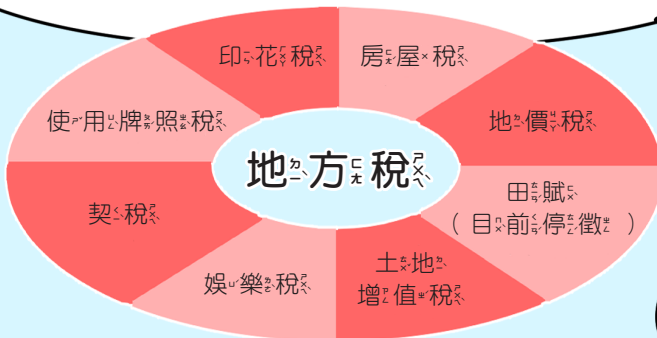 印花稅
房屋稅
使用牌照稅
地價稅
地方稅
契稅
田賦
（目前停徵）
娛樂稅
土地
增值稅